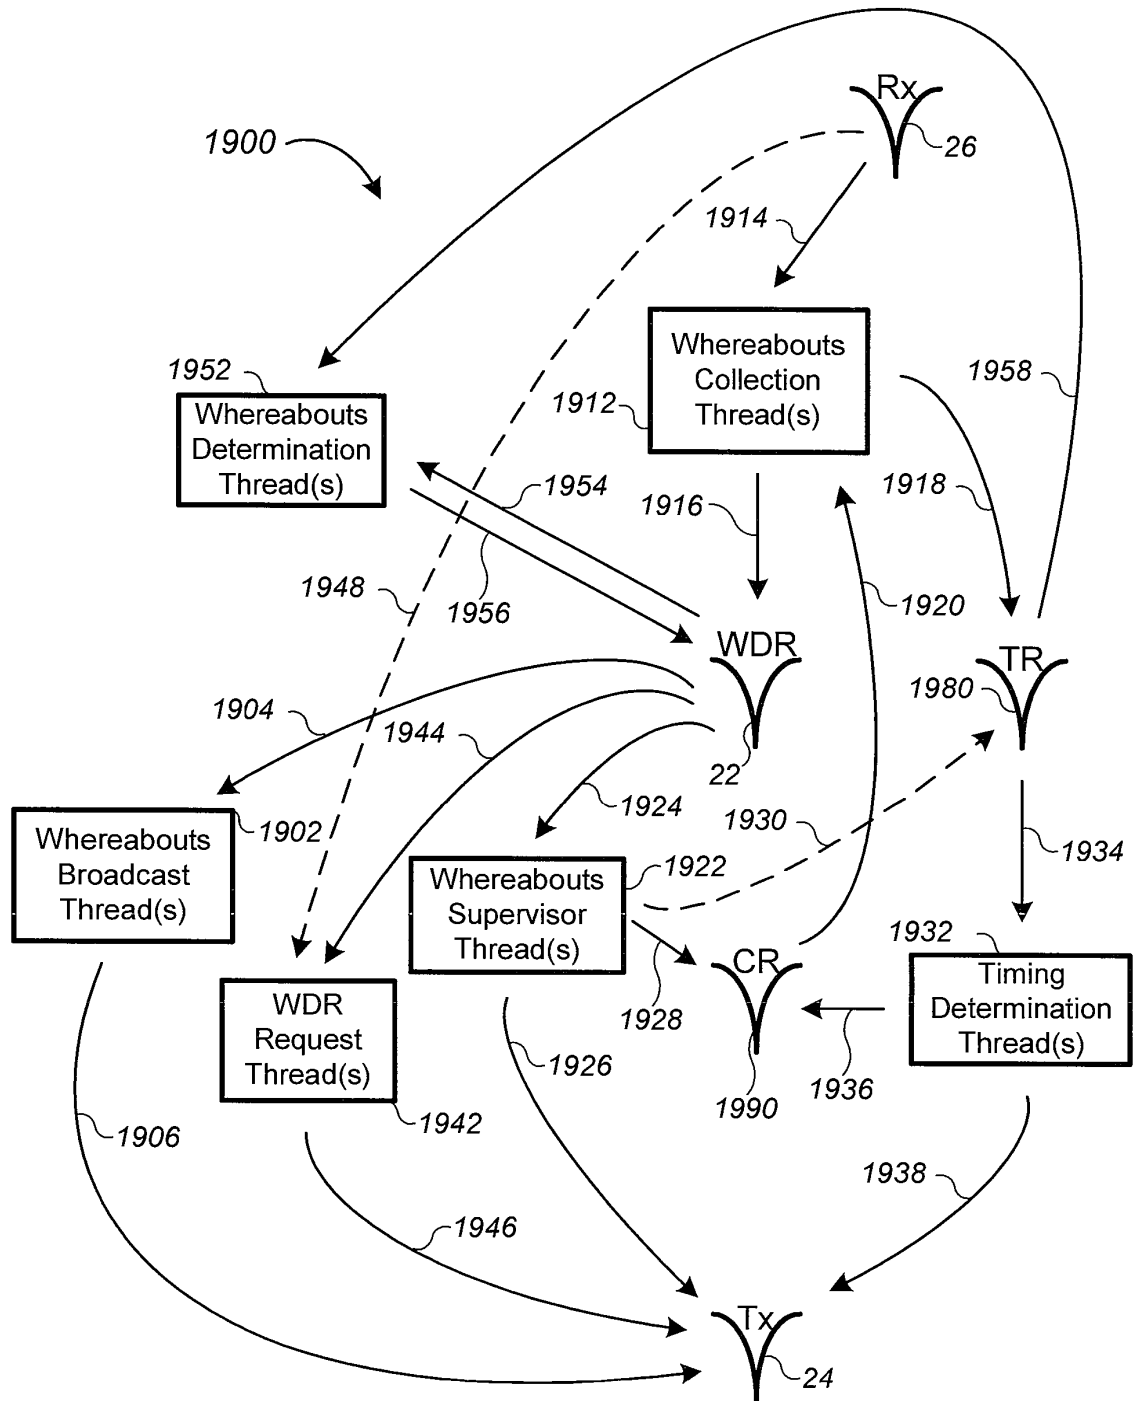 Rx
26
1900
1914
1952
Whereabouts
Determination
Thread(s)
1912
Whereabouts
Collection
Thread(s)
1958
1954
1916
1918
1948
1956
1920
WDR
22
TR
1980
1904
1944
1924
1930
1934
1902
Whereabouts
Broadcast
Thread(s)
1922
Whereabouts
Supervisor
Thread(s)
1932
Timing
Determination
Thread(s)
CR
1990
1928
1936
WDR
Request
Thread(s)
1942
1926
1906
1946
1938
Tx
24